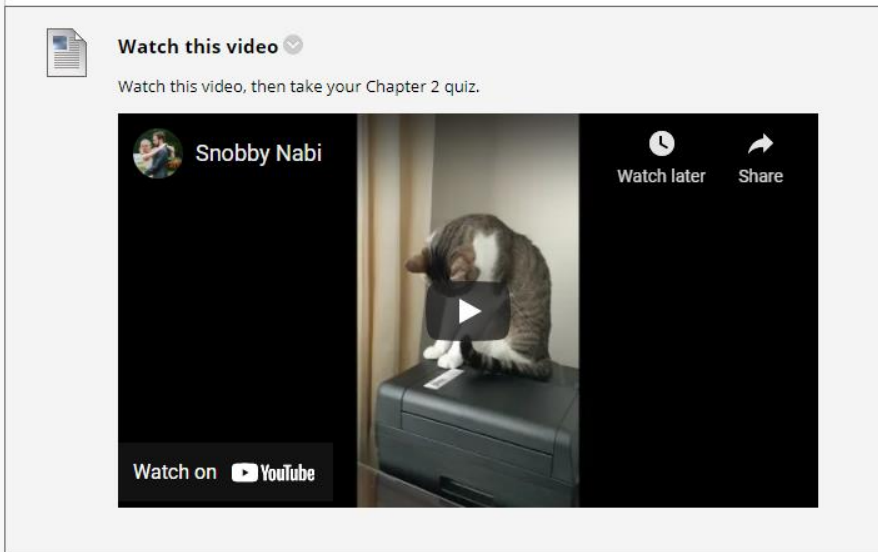 Watch this video
Watch this video, then take your Chapter 2 quiz.
Snobby Nabi
Watch later
Share
Watch on YouTube